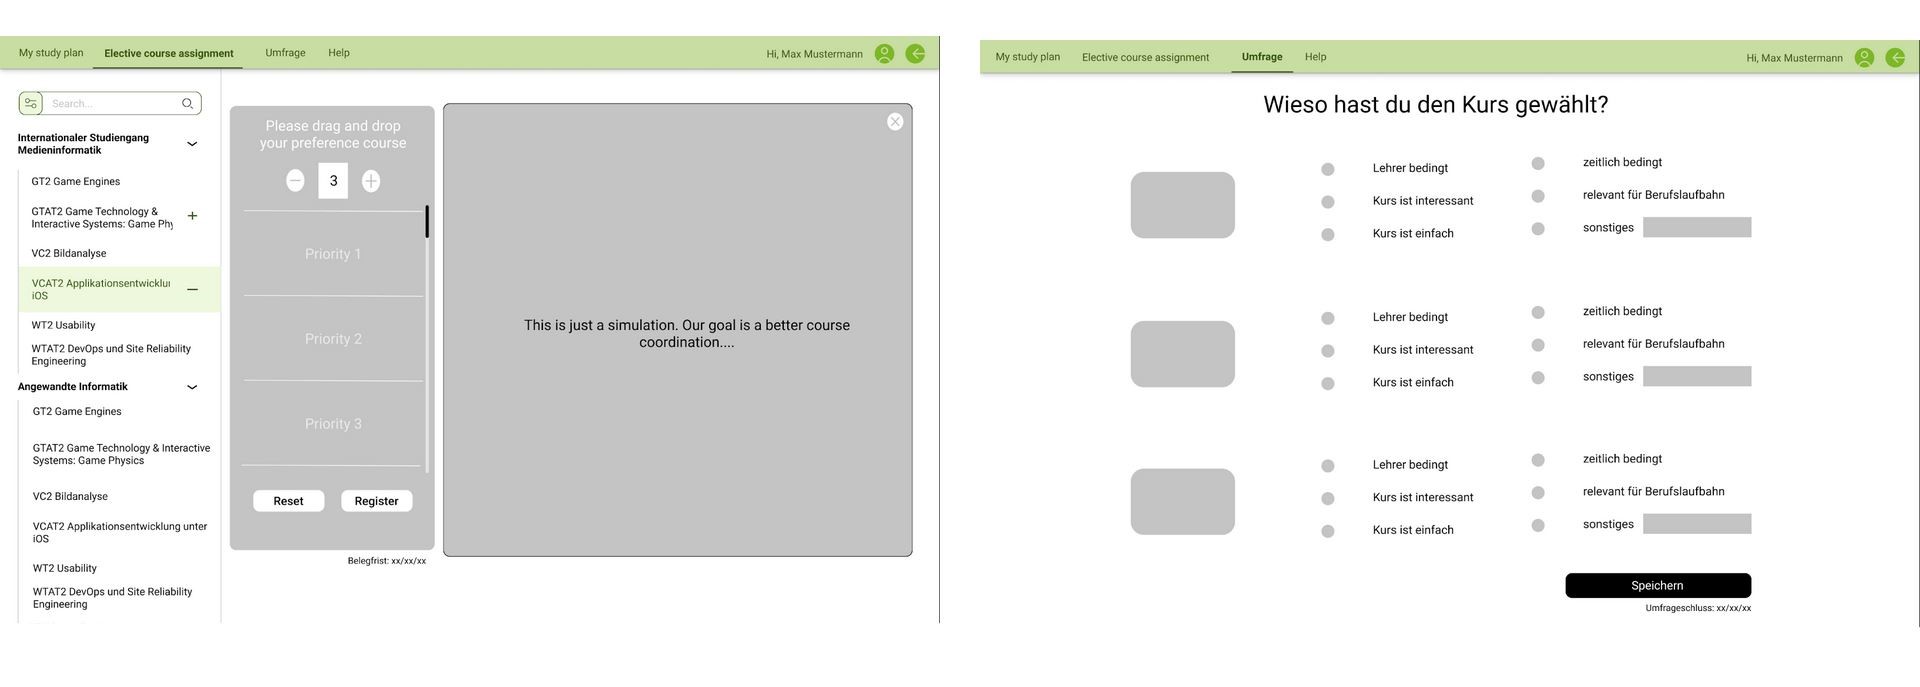 My study plan
Elective course assignment
Umfrage
Help
Hi, Max Mustermann
Search...
Internationaler Studiengang
Medieninformatik
GT2 Game Engines
GTAT2 Game Technology &
Interactive Systems: Game Phy
VC2 Bildanalyse
VCAT2 Applikationsentwicklu
iOS
WT2 Usability
WTAT2 DevOps und Site Reliability
Engineering
Angewandte Informatik
GT2 Game Engines
GTAT2 Game Technology & Interactive
Systems: Game Physics
VC2 Bildanalyse
VCAT2 Applikationsentwicklung unter
iOS
WT2 Usability
WTAT2 DevOps und Site Reliability
Engineering
Please drag and drop
your preference course
3
Priority 1
Priority 2
Priority 3
Reset
Register
Belegfrist: xx/xx/xx
This is just a simulation. Our goal is a better course
coordination....
My study plan
Elective course assignment
Umfrage
Help
Hi, Max Mustermann
Wieso hast du den Kurs gewählt?
Lehrer bedingt
zeitlich bedingt
Kurs ist interessant
relevant für Berufslaufbahn
Kurs ist einfach
sonstiges
Lehrer bedingt
zeitlich bedingt
Kurs ist interessant
relevant für Berufslaufbahn
Kurs ist einfach
sonstiges
Lehrer bedingt
zeitlich bedingt
Kurs ist interessant
relevant für Berufslaufbahn
Kurs ist einfach
sonstiges
Speichern
Umfrageschluss: xx/xx/xx